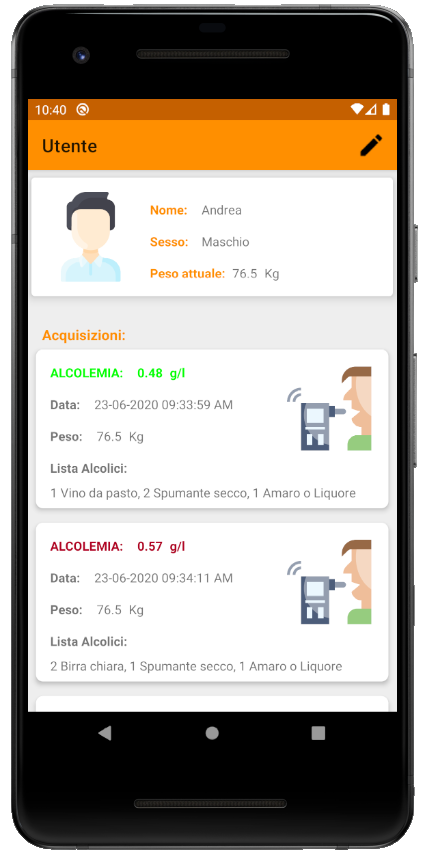 10:40
Utente
Nome: Andrea
Sesso: Maschio
Peso attuale: 76.5 Kg
Acquisizioni:
ALCOLEMIA: 0.48 g/l
Data: 23-06-2020 09:33:59 AM
Peso: 76.5 Kg
Lista Alcolici:
1 Vino da pasto, 2 Spumante secco, 1 Amaro o Liquore
ALCOLEMIA: 0.57 g/l
Data: 23-06-2020 09:34:11 AM
Peso: 76.5 Kg
Lista Alcolici:
2 Birra chiara, 1 Spumante secco, 1 Amaro o Liquore